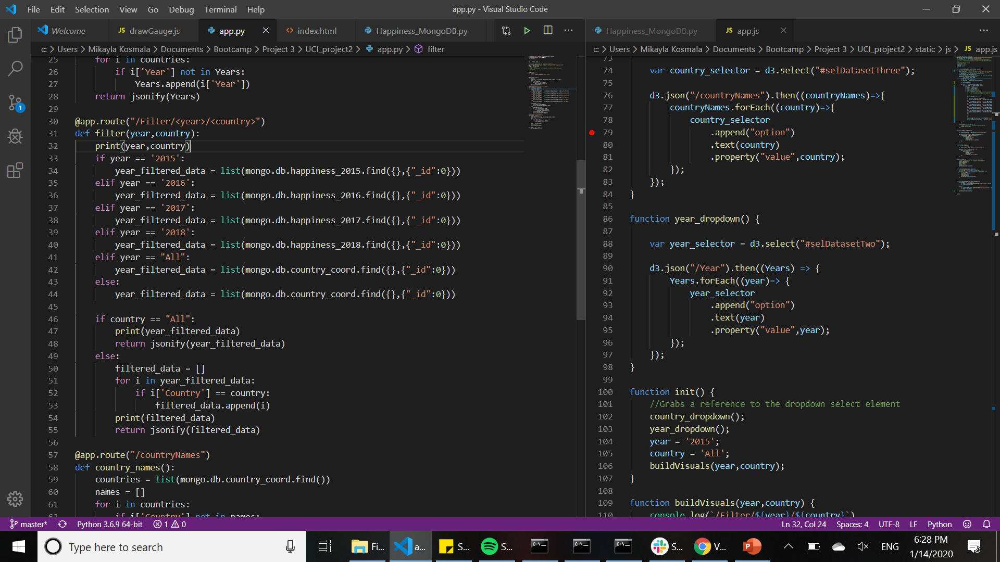 File Edit Selection View Go Debug Terminal Help
app.py - Visual Studio Code
Welcome
JS drawGauge.js
app.py
<> index.html
Happiness_MongoDB.py
Happiness_MongoDB.py
JS app.js
c: > Users > Mikayla Kosmala > Documents > Bootcamp > Project 3 > UCI_project2 > app.py > filter
c: > Users > Mikayla Kosmala > Documents > Bootcamp > Project 3 > UCI_project2 > static > js > JS app.js
25 for i in countries:
26 if i['Year'] not in Years:
27 Years.append(i['Year'])
28 return jsonify(Years)
29
30 @app.route("/Filter/<year>/<country>")
31 def filter(year,country):
32 print(year,country)
33 if year == '2015':
34 year_filtered_data = list(mongo.db.happiness_2015.find({},{"_id":0}))
35 elif year == '2016':
36 year_filtered_data = list(mongo.db.happiness_2016.find({},{"_id":0}))
37 elif year == '2017':
38 year_filtered_data = list(mongo.db.happiness_2017.find({},{"_id":0}))
39 elif year == '2018':
40 year_filtered_data = list(mongo.db.happiness_2018.find({},{"_id":0}))
41 elif year == "All":
42 year_filtered_data = list(mongo.db.country_coord.find({},{"_id":0}))
43 else:
44 year_filtered_data = list(mongo.db.country_coord.find({},{"_id":0}))
45
46 if country == "All":
47 print(year_filtered_data)
48 return jsonify(year_filtered_data)
49 else:
50 filtered_data = []
51 for i in year_filtered_data:
52 if i['Country'] == country:
53 filtered_data.append(i)
54 print(filtered_data)
55 return jsonify(filtered_data)
56
57 @app.route("/countryNames")
58 def country_names():
59 countries = list(mongo.db.country_coord.find())
60 names = []
61 for i in countries:
62 if i['Country'] not in names:
73
74 var country_selector = d3.select("#selDatasetThree");
75
76 d3.json("/countryNames").then((countryNames)=>{
77 countryNames.forEach((country)=>{
78 country_selector
79 .append("option")
80 .text(country)
81 .property("value",country);
82 });
83 });
84 }
85
86 function year_dropdown() {
87
88 var year_selector = d3.select("#selDatasetTwo");
89
90 d3.json("/Year").then((Years) => {
91 Years.forEach((year)=> {
92 year_selector
93 .append("option")
94 .text(year)
95 .property("value",year);
96 });
97 });
98 }
99
100 function init() {
101 //Grabs a reference to the dropdown select element
102 country_dropdown();
103 year_dropdown();
104 year = '2015';
105 country = 'All';
106 buildVisuals(year,country);
107 }
108
109 function buildVisuals(year,country) {
110 console.log(`/Filter/${year}/${country}`)
master* Python 3.6.9 64-bit 1 0
Ln 32, Col 24 Spaces: 4 UTF-8 LF Python
Type here to search
Fi... a... S... S... S... V...
ENG
6:28 PM
1/14/2020